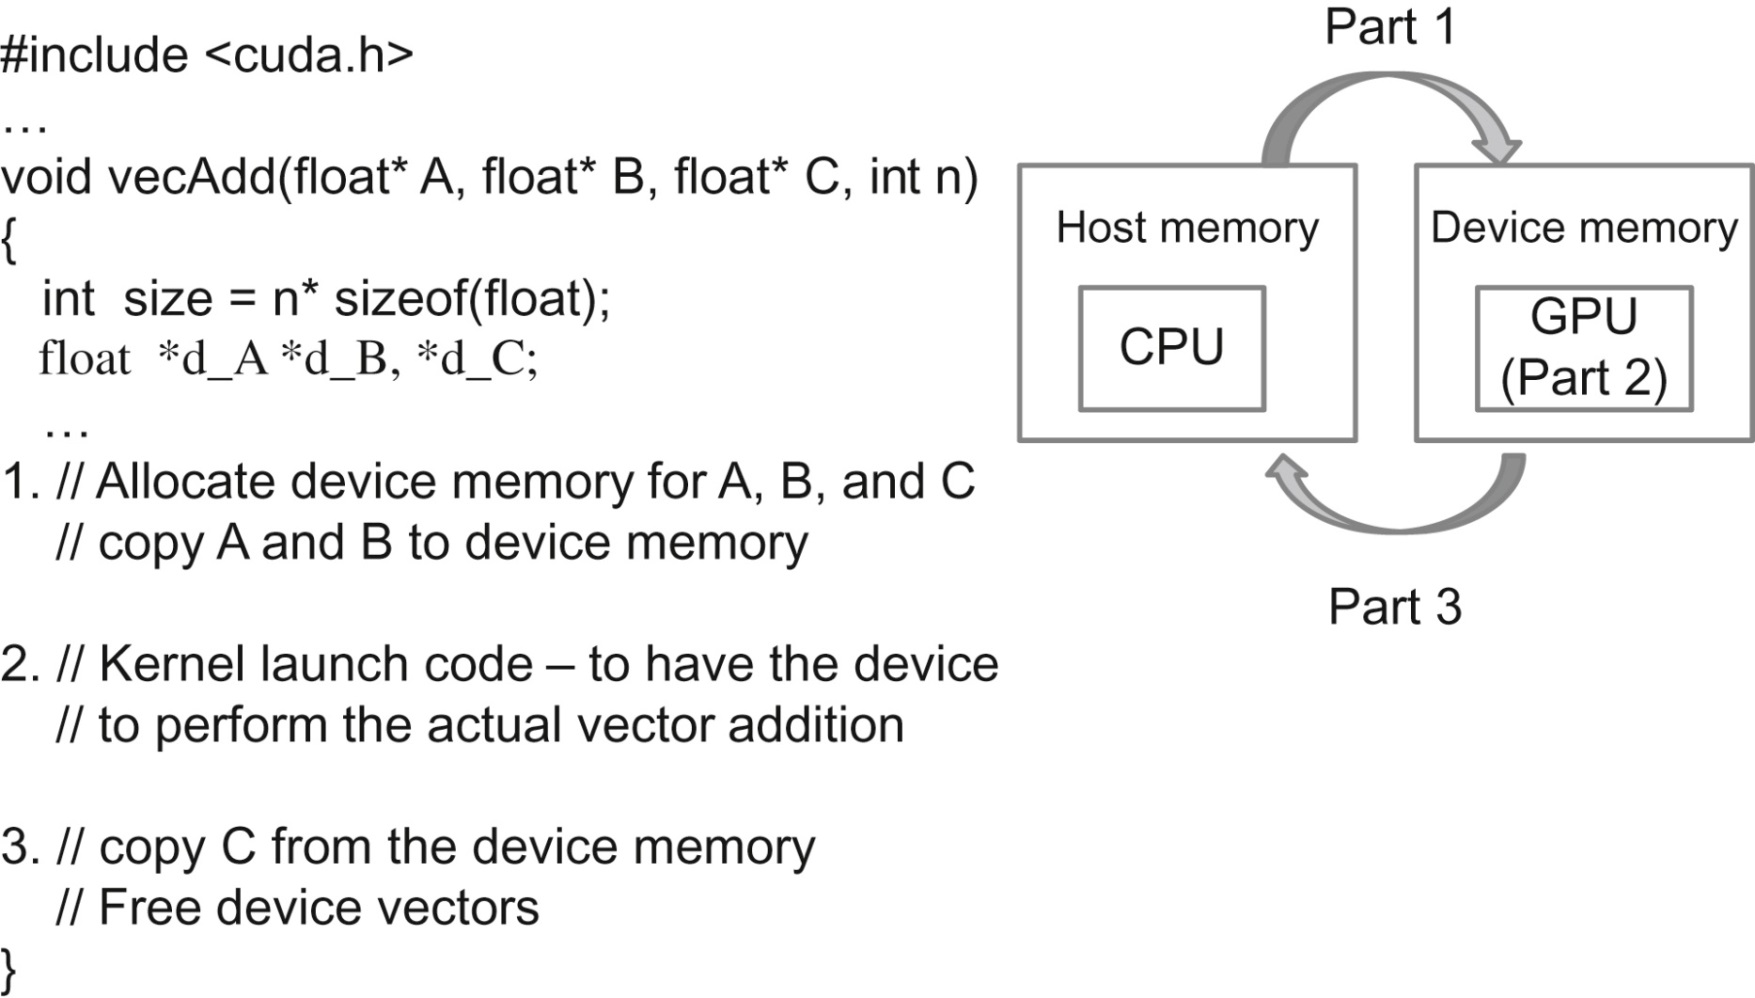 #include <cuda.h>
…
void vecAdd(float* A, float* B, float* C, int n)
{
int size = n* sizeof(float);
float *d_A *d_B, *d_C;
…
1. // Allocate device memory for A, B, and C
// copy A and B to device memory
2. // Kernel launch code – to have the device
// to perform the actual vector addition
3. // copy C from the device memory
// Free device vectors
}
Part 1
Host memory
CPU
Device memory
GPU
(Part 2)
Part 3